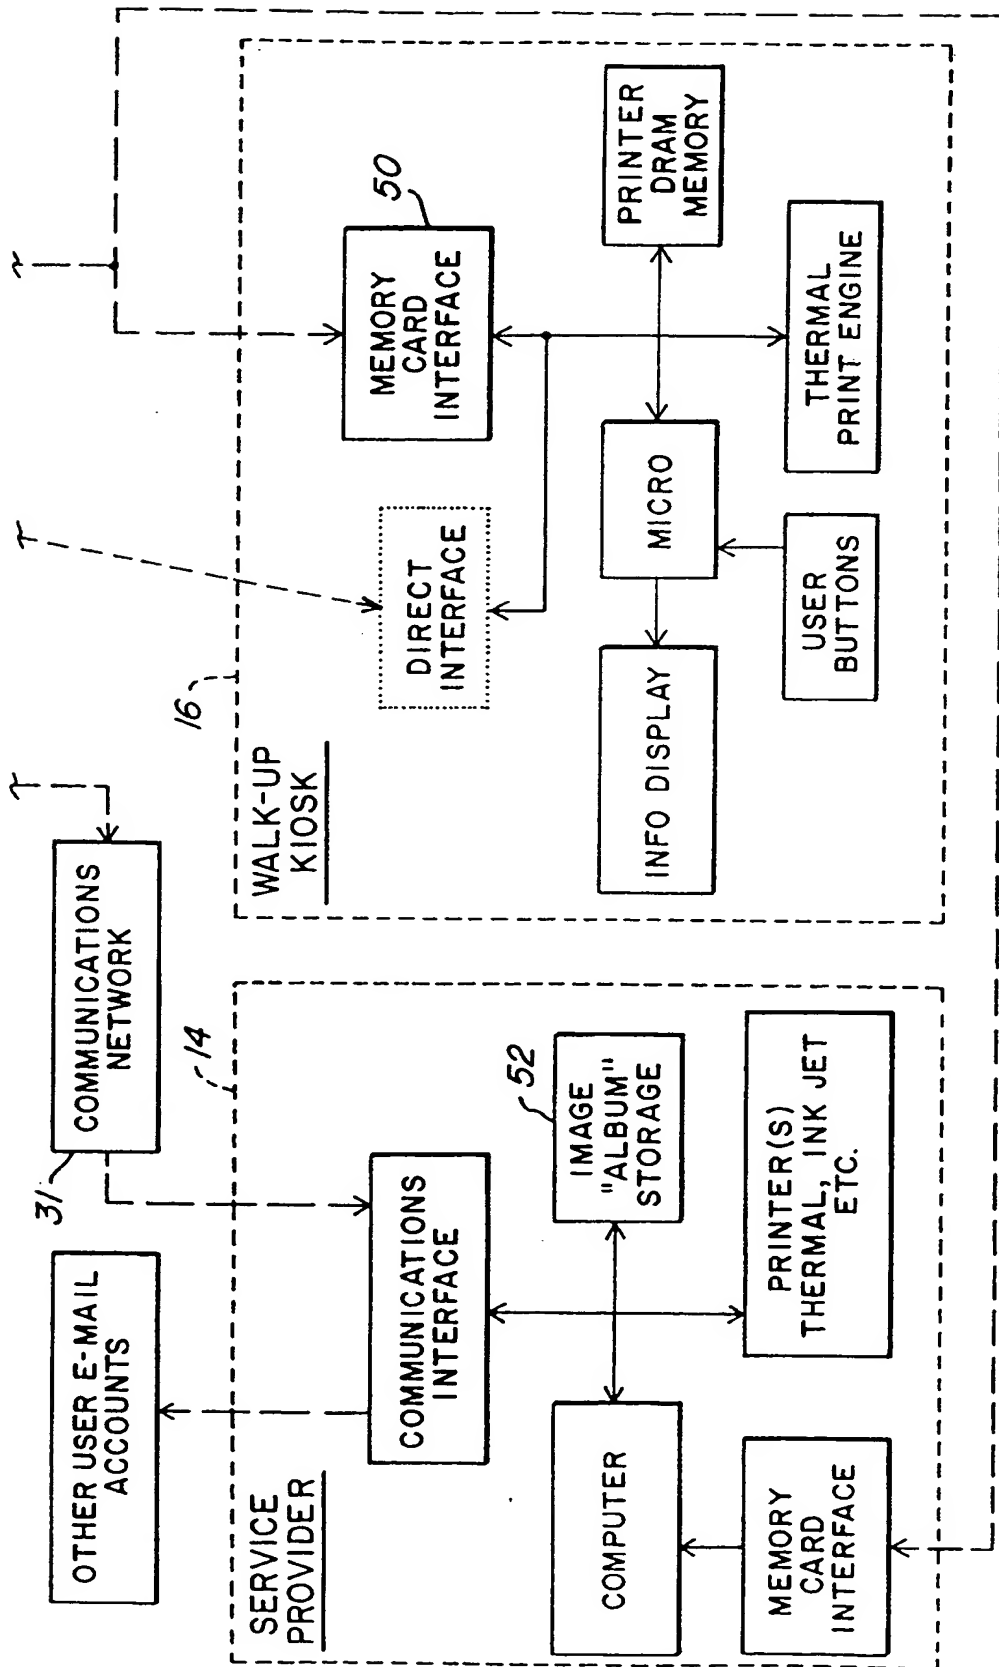 OTHER USER E-MAIL
ACCOUNTS
31
COMMUNICATIONS
NETWORK
14
SERVICE
PROVIDER
COMMUNICATIONS
INTERFACE
COMPUTER
52
IMAGE
"ALBUM"
STORAGE
MEMORY
CARD
INTERFACE
PRINTER(S)
THERMAL, INK JET
ETC.
16
WALK-UP
KIOSK
DIRECT
INTERFACE
50
MEMORY
CARD
INTERFACE
INFO DISPLAY
MICRO
PRINTER
DRAM
MEMORY
USER
BUTTONS
THERMAL
PRINT ENGINE